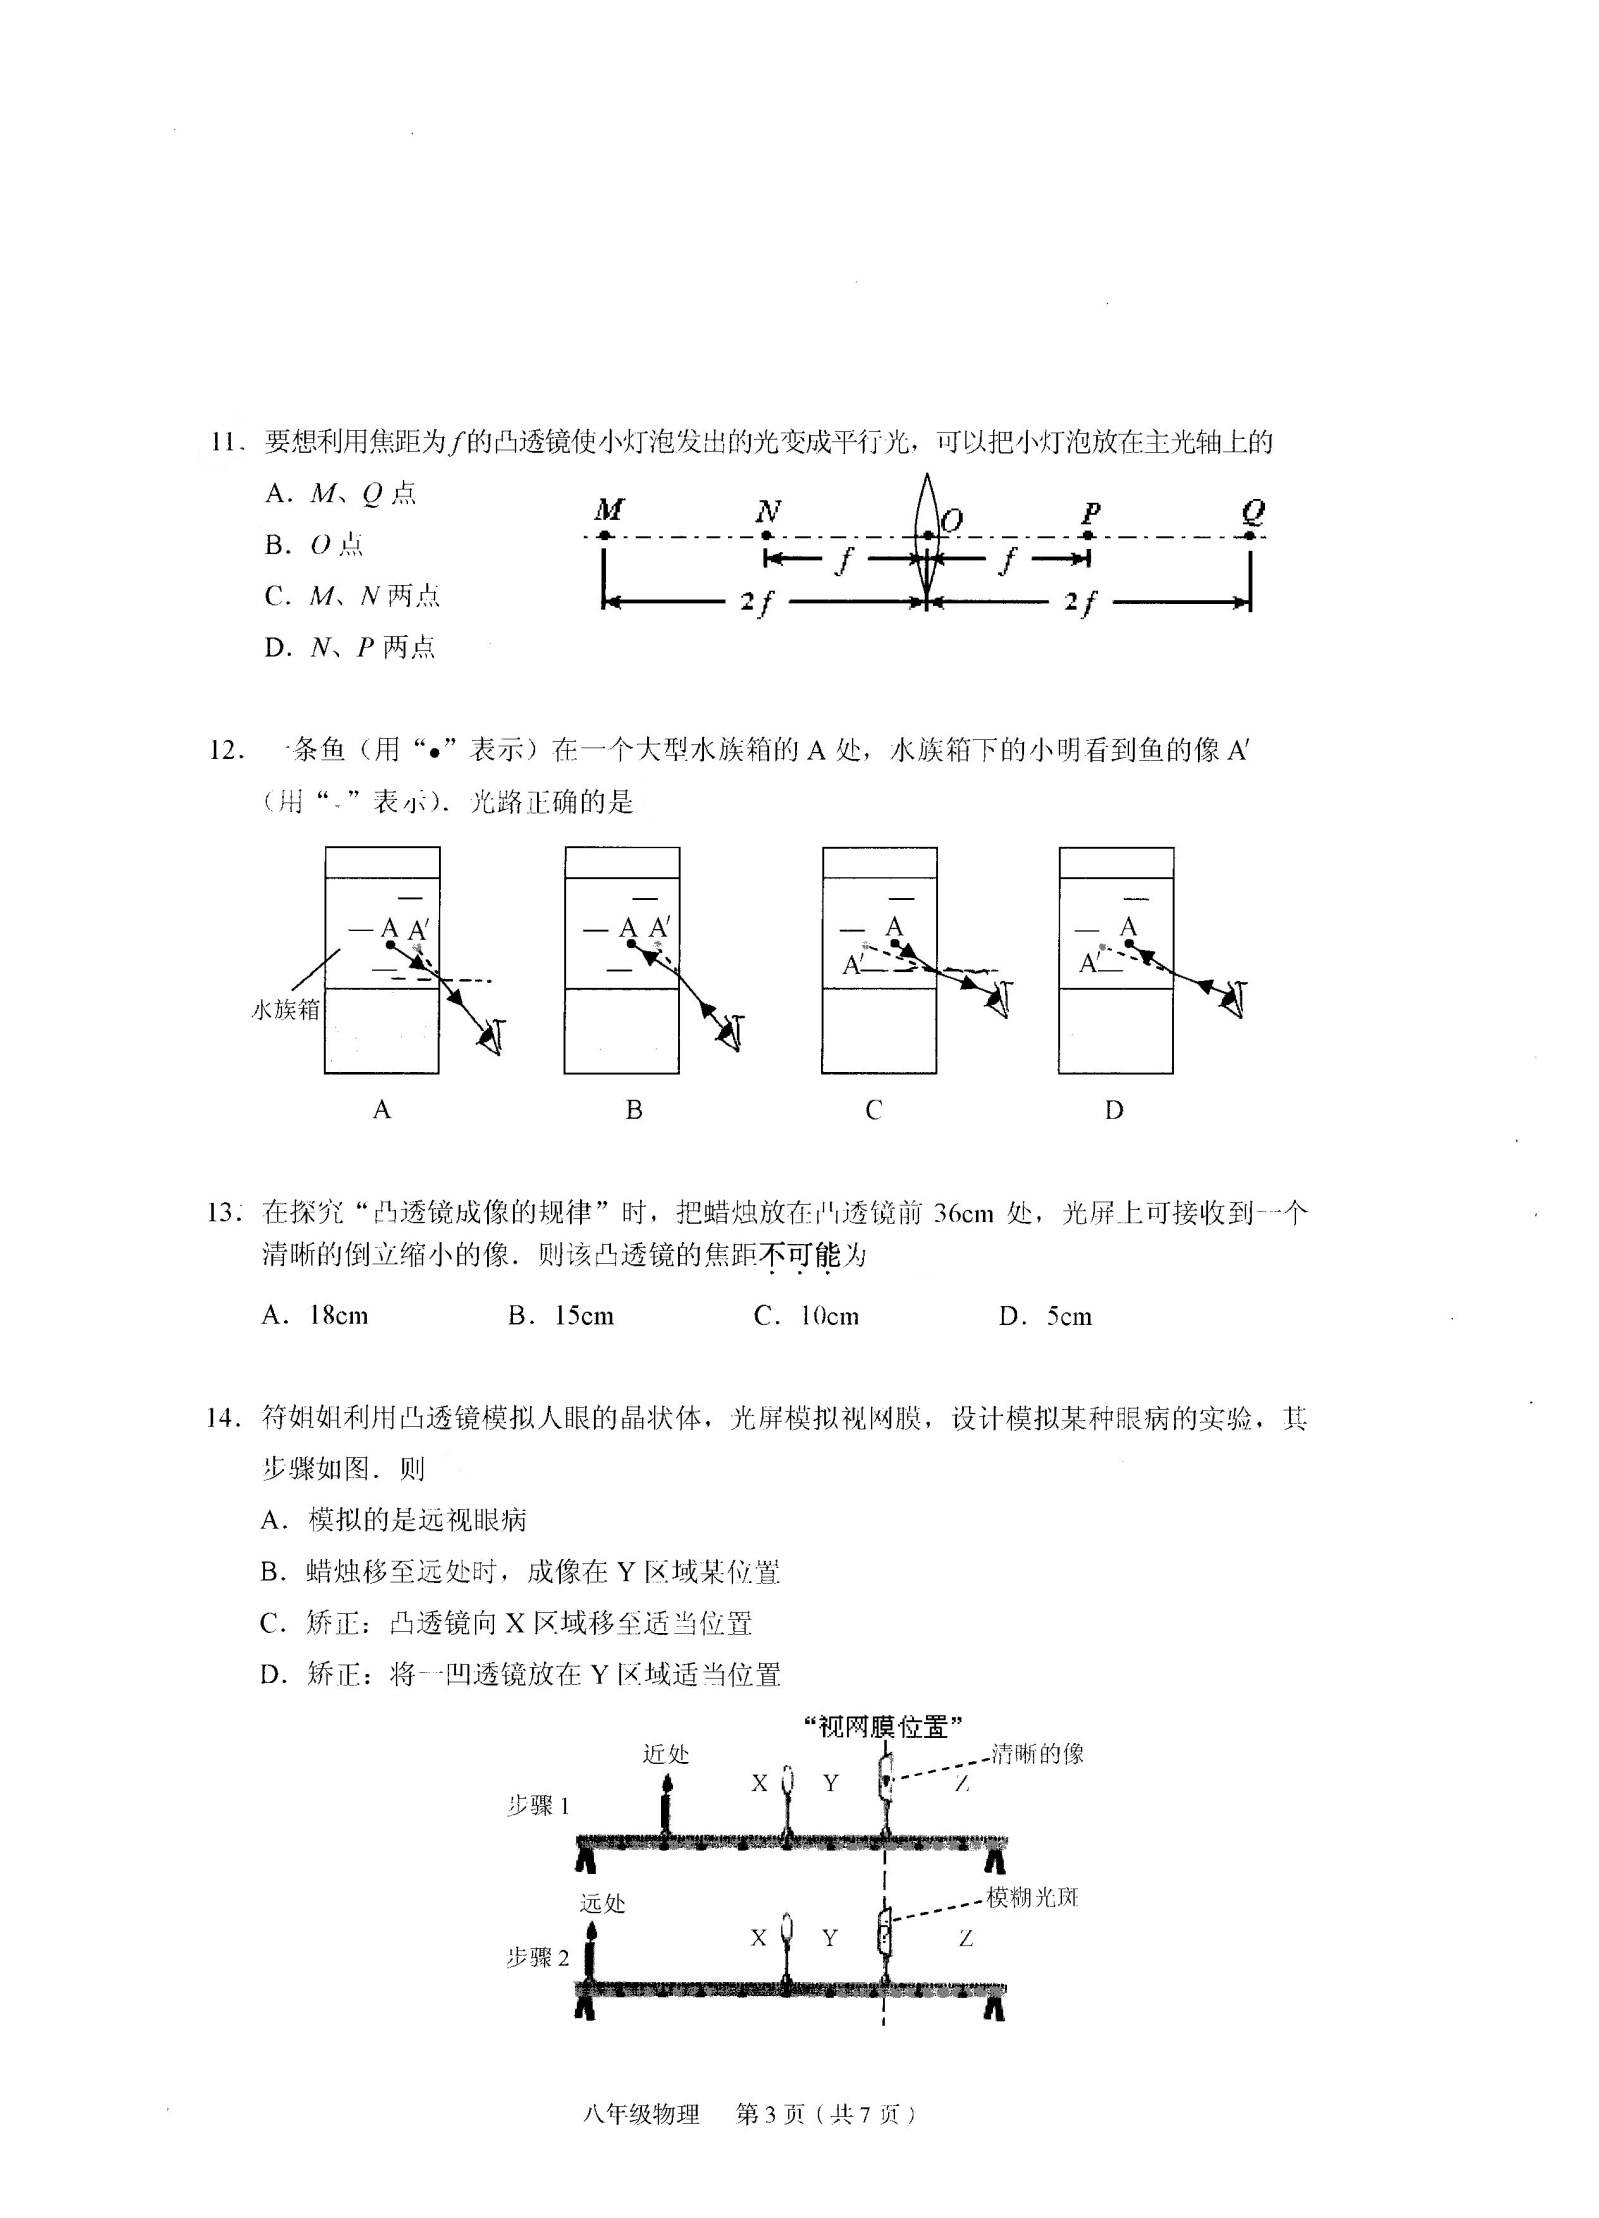 11. 要想利用焦距为f的凸透镜使小灯泡发出的光变成平行光，可以把小灯泡放在主光轴上的
A. M、Q 点
B. O 点
C. M、N 两点
D. N、P 两点
M N O P Q
f f
2f 2f
12. 一条鱼（用“●”表示）在一个大型水族箱的 A 处，水族箱下的小明看到鱼的像 A′
（用“ ”表示）. 光路正确的是
A A′ A A′ A A
A′ A′
水族箱
A B C D
13. 在探究“凸透镜成像的规律”时，把蜡烛放在凸透镜前 36cm 处，光屏上可接收到一个
清晰的倒立缩小的像. 则该凸透镜的焦距不可能为
A. 18cm B. 15cm C. 10cm D. 5cm
14. 符姐姐利用凸透镜模拟人眼的晶状体，光屏模拟视网膜，设计模拟某种眼病的实验，其
步骤如图. 则
A. 模拟的是远视眼病
B. 蜡烛移至远处时，成像在 Y 区域某位置
C. 矫正：凸透镜向 X 区域移至适当位置
D. 矫正：将一凹透镜放在 Y 区域适当位置
“视网膜位置”
近处 清晰的像
X Y Z
步骤 1
远处 模糊光斑
X Y Z
步骤 2
八年级物理 第 3 页（共 7 页）